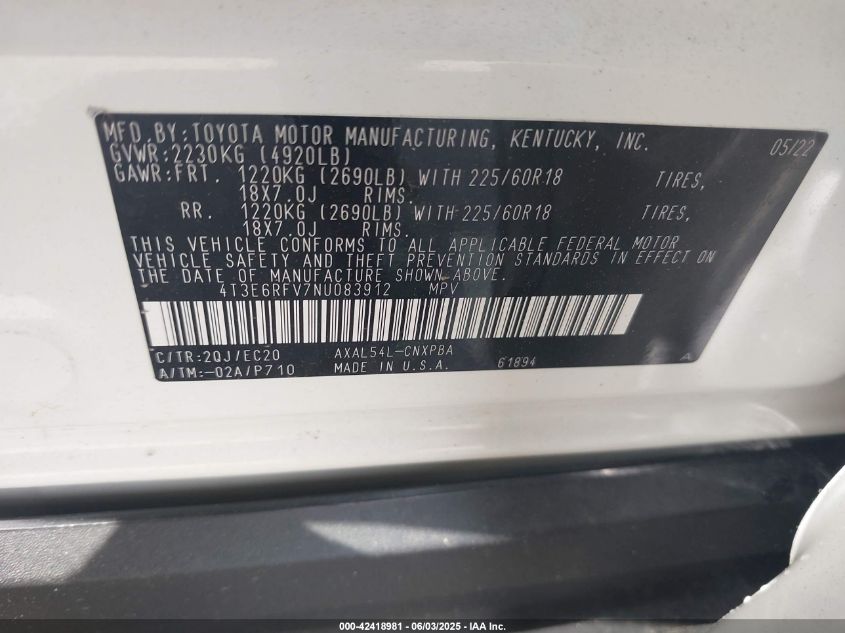 MFD.BY:TOYOTA MOTOR MANUFACTURING, KENTUCKY, INC. 05/22
GVWR:2230KG (4920LB)
GAWR:FRT. 1220KG (2690LB) WITH 225/60R18 TIRES,
18X7.0J RIMS.
RR. 1220KG (2690LB) WITH 225/60R18 TIRES,
18X7.0J RIMS.
THIS VEHICLE CONFORMS TO ALL APPLICABLE FEDERAL MOTOR
VEHICLE SAFETY AND THEFT PREVENTION STANDARDS IN EFFECT ON
THE DATE OF MANUFACTURE SHOWN ABOVE.
4T3E6RFV7NU083912 MPV
C/TR:2QJ/EC20 AXAL54L-CNXPBA
A/TM:-02A/P710 MADE IN U.S.A. 61894 A
000-42418981 - 06/03/2025 - IAA Inc.